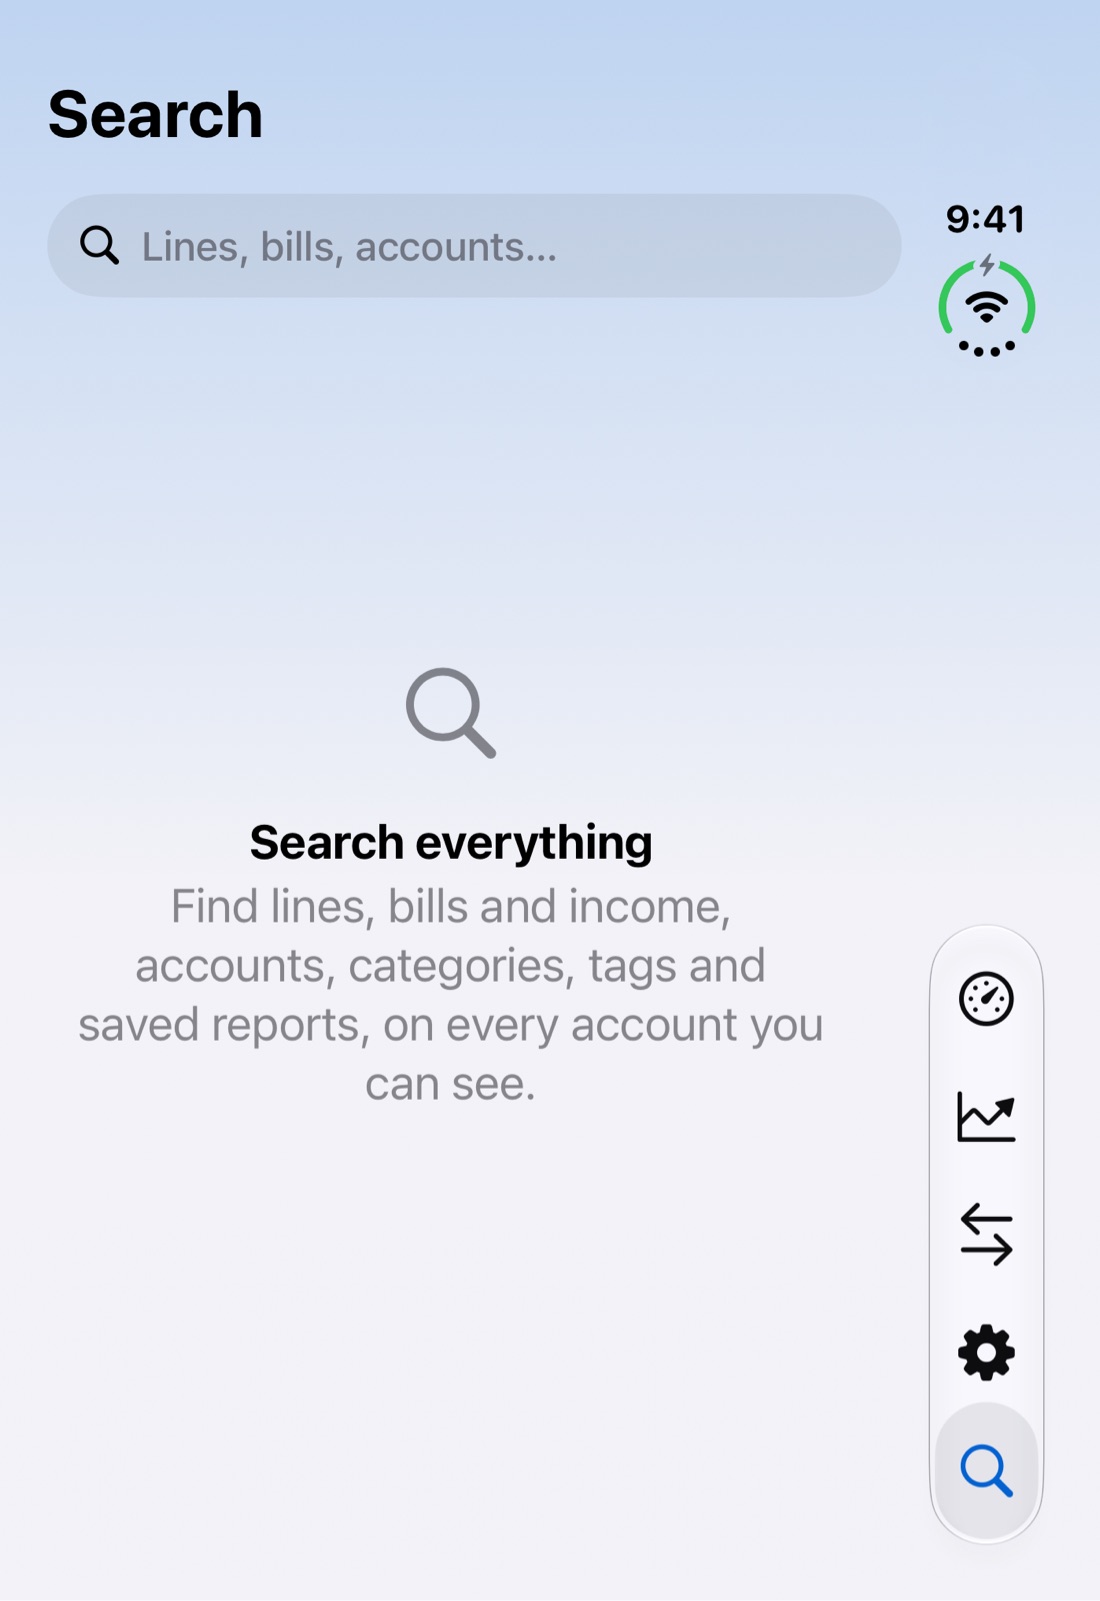 Search
Lines, bills, accounts...
9:41
Search everything
Find lines, bills and income,
accounts, categories, tags and
saved reports, on every account you
can see.